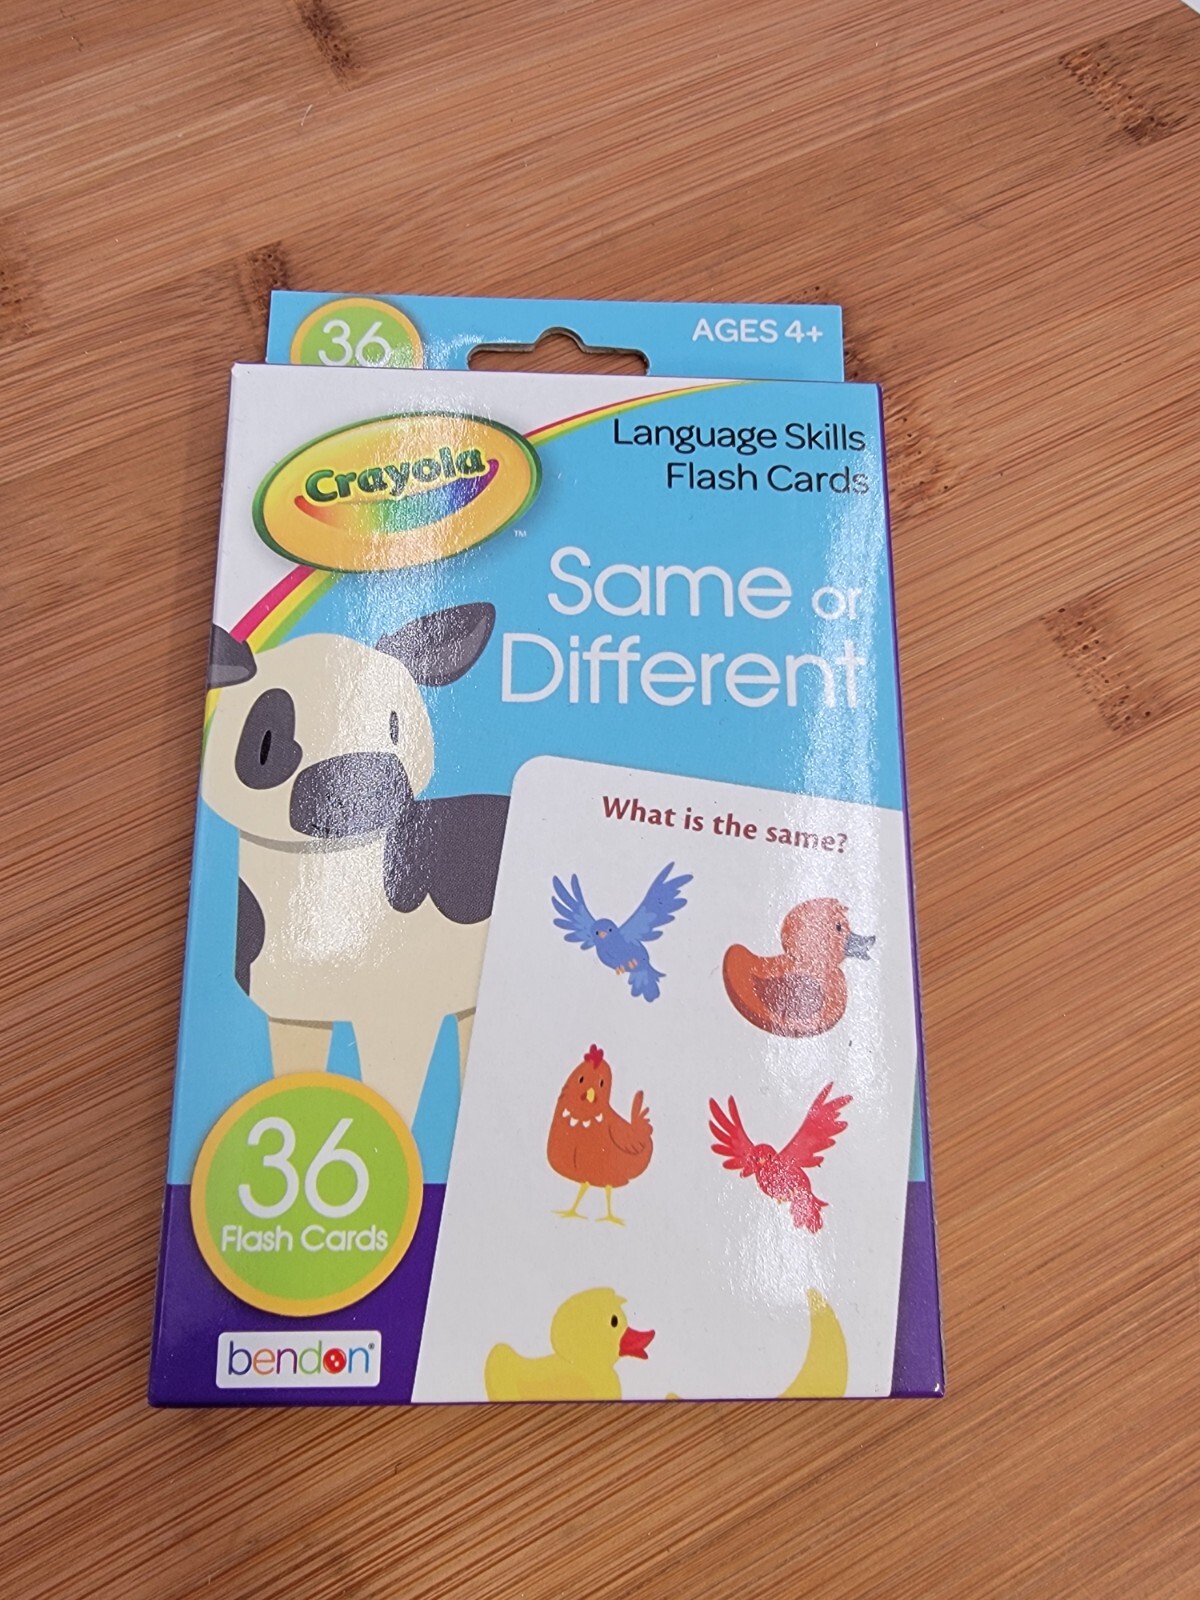 36
AGES 4+
Crayola
TM
Language Skills
Flash Cards
Same or
Different
What is the same?
36
Flash Cards
bendon®